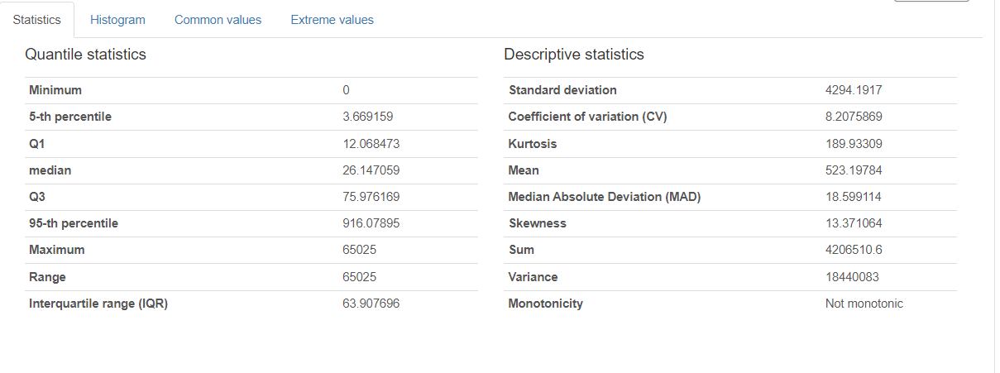 Statistics Histogram Common values Extreme values
Quantile statistics Descriptive statistics
Minimum 0 Standard deviation 4294.1917
5-th percentile 3.669159 Coefficient of variation (CV) 8.2075869
Q1 12.068473 Kurtosis 189.93309
median 26.147059 Mean 523.19784
Q3 75.976169 Median Absolute Deviation (MAD) 18.599114
95-th percentile 916.07895 Skewness 13.371064
Maximum 65025 Sum 4206510.6
Range 65025 Variance 18440083
Interquartile range (IQR) 63.907696 Monotonicity Not monotonic